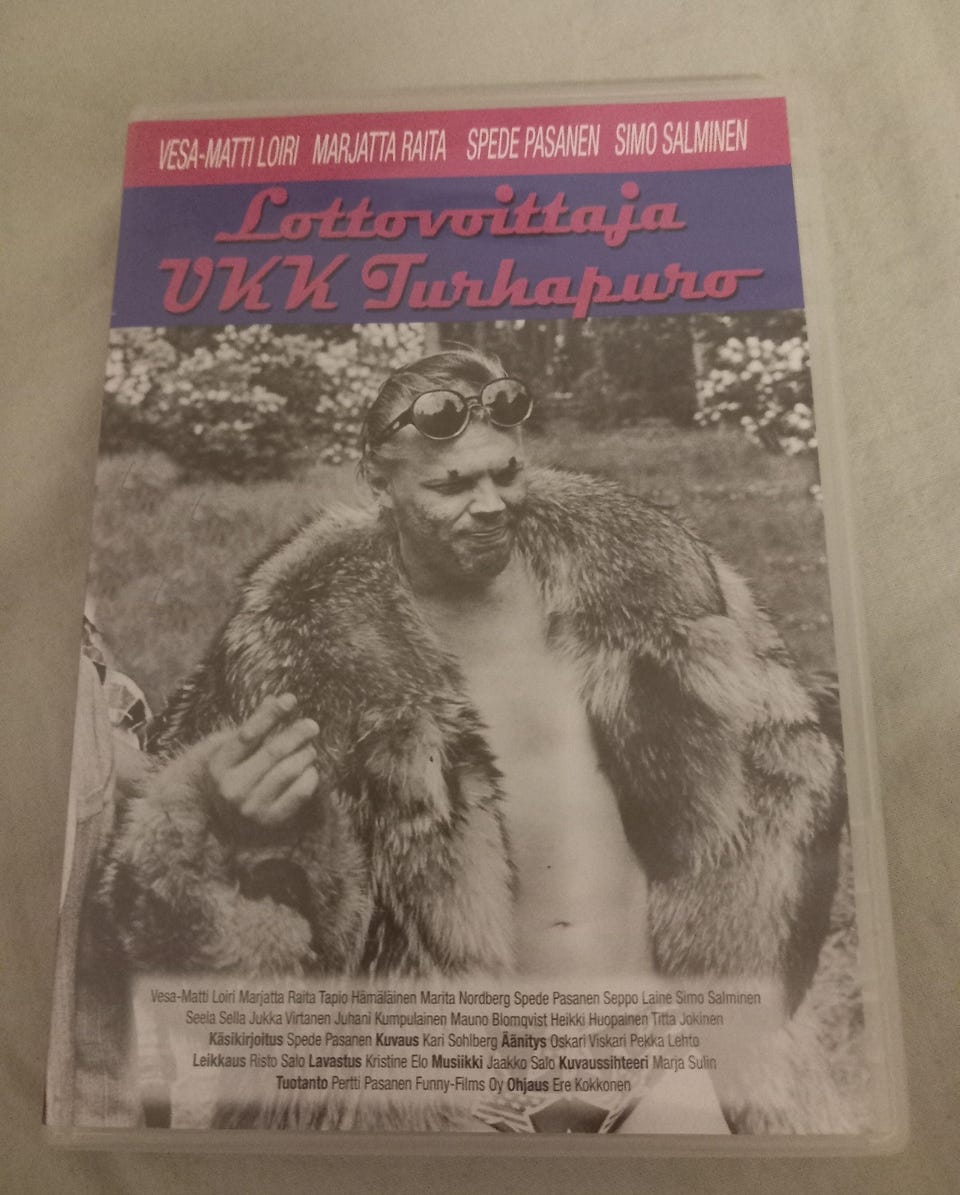 VESA-MATTI LOIRI MARJATTA RAITA SPEDE PASANEN SIMO SALMINEN
Lottovoittaja
UKK Turhapuro
Vesa-Matti Loiri Marjatta Raita Tapio Hämäläinen Marita Nordberg Spede Pasanen Seppo Laine Simo Salminen
Seela Sella Jukka Virtanen Juhani Kumpulainen Mauno Blomqvist Heikki Huopainen Titta Jokinen
Käsikirjoitus Spede Pasanen Kuvaus Kari Sohlberg Äänitys Oskari Viskari Pekka Lehto
Leikkaus Risto Salo Lavastus Kristine Elo Musiikki Jaakko Salo Kuvaussihteeri Marja Sulin
Tuotanto Pertti Pasanen Funny-Films Oy Ohjaus Ere Kokkonen